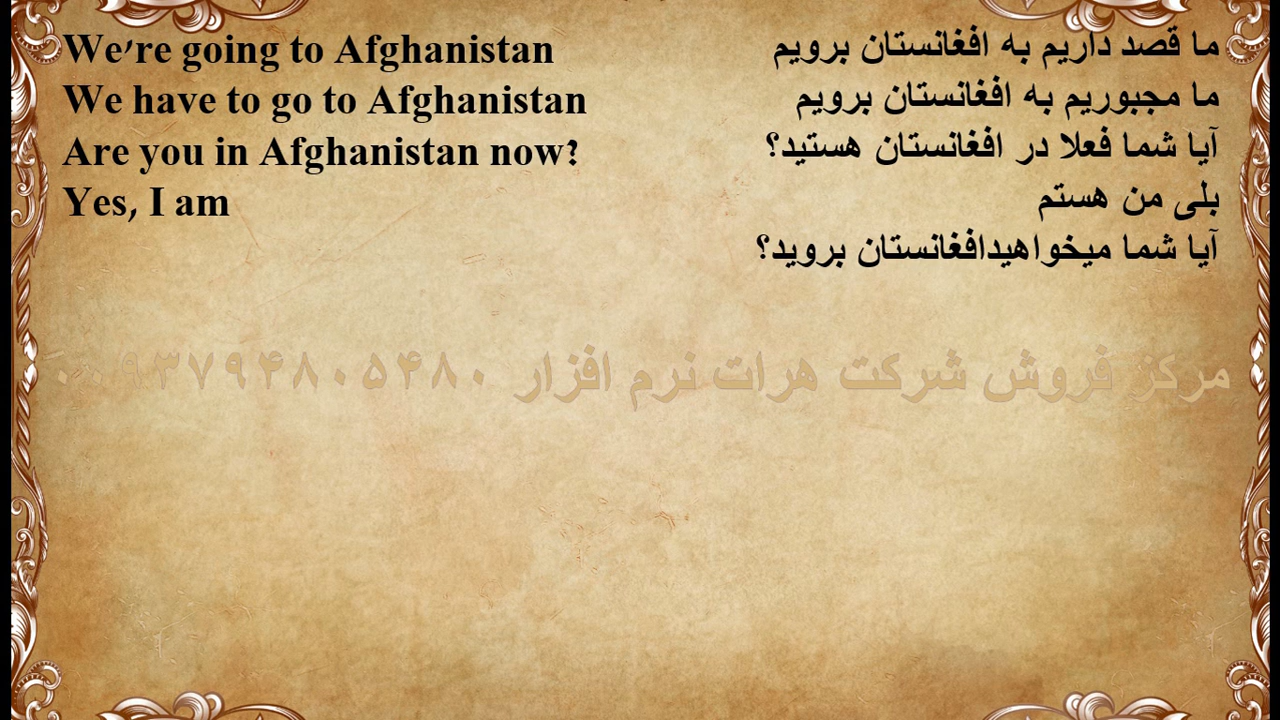 We're going to Afghanistan
ما قصد داریم به افغانستان برویم
We have to go to Afghanistan
ما مجبوریم به افغانستان برویم
Are you in Afghanistan now?
آیا شما فعلا در افغانستان هستید؟
Yes, I am
بلی من هستم
آیا شما میخواهیدافغانستان بروید؟
مرکز فروش شرکت هرات نرم افزار ۰۰۹۳۷۹۴۸۰۵۴۸۰